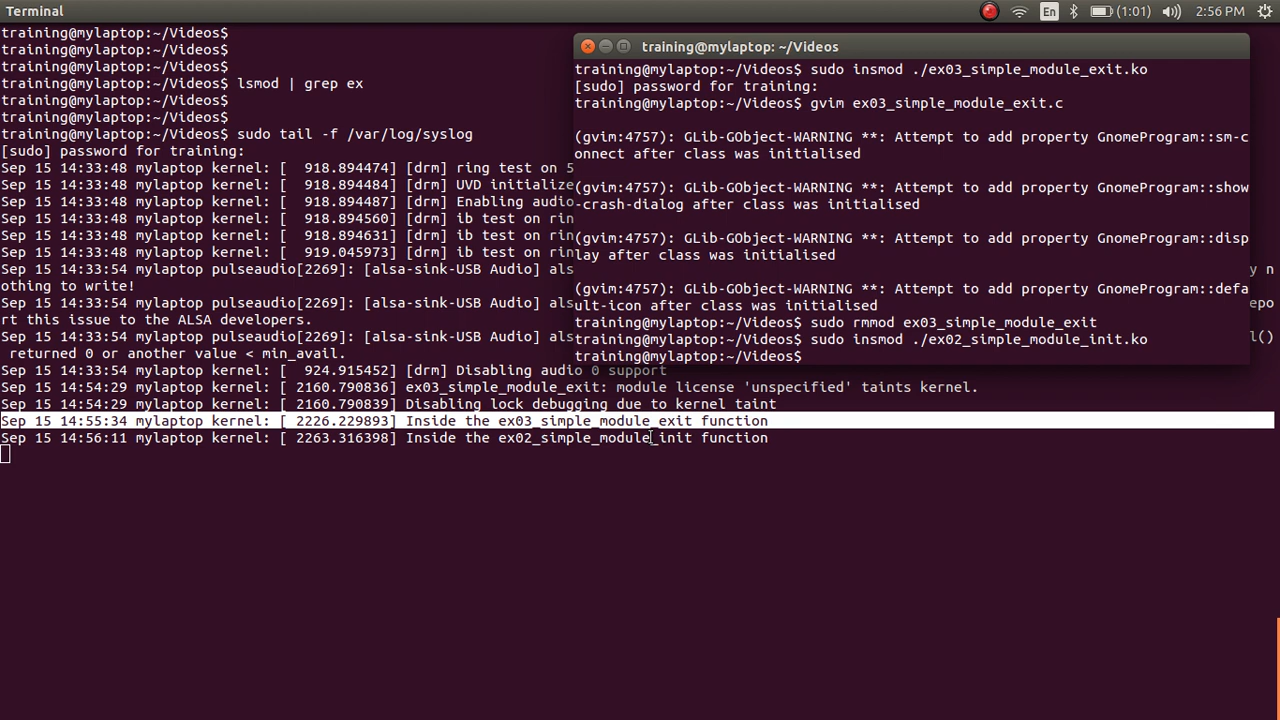 Terminal
En
(1:01)
2:56 PM
training@mylaptop:~/Videos$
training@mylaptop:~/Videos$
training@mylaptop:~/Videos$
training@mylaptop:~/Videos$ lsmod | grep ex
training@mylaptop:~/Videos$
training@mylaptop:~/Videos$
training@mylaptop:~/Videos$ sudo tail -f /var/log/syslog
[sudo] password for training:
Sep 15 14:33:48 mylaptop kernel: [  918.894474] [drm] ring test on 5
Sep 15 14:33:48 mylaptop kernel: [  918.894484] [drm] UVD initialize
Sep 15 14:33:48 mylaptop kernel: [  918.894487] [drm] Enabling audio
Sep 15 14:33:48 mylaptop kernel: [  918.894560] [drm] ib test on rin
Sep 15 14:33:48 mylaptop kernel: [  918.894631] [drm] ib test on rin
Sep 15 14:33:48 mylaptop kernel: [  919.045973] [drm] ib test on rin
Sep 15 14:33:54 mylaptop pulseaudio[2269]: [alsa-sink-USB Audio] als y n
othing to write!
Sep 15 14:33:54 mylaptop pulseaudio[2269]: [alsa-sink-USB Audio] als epo
rt this issue to the ALSA developers.
Sep 15 14:33:54 mylaptop pulseaudio[2269]: [alsa-sink-USB Audio] als l()
returned 0 or another value < min_avail.
Sep 15 14:33:54 mylaptop kernel: [  924.915452] [drm] Disabling audio 0 support
Sep 15 14:54:29 mylaptop kernel: [ 2160.790836] ex03_simple_module_exit: module license 'unspecified' taints kernel.
Sep 15 14:54:29 mylaptop kernel: [ 2160.790839] Disabling lock debugging due to kernel taint
Sep 15 14:55:34 mylaptop kernel: [ 2226.229893] Inside the ex03_simple_module_exit function
Sep 15 14:56:11 mylaptop kernel: [ 2263.316398] Inside the ex02_simple_module_init function
training@mylaptop: ~/Videos
training@mylaptop:~/Videos$ sudo insmod ./ex03_simple_module_exit.ko
[sudo] password for training:
training@mylaptop:~/Videos$ gvim ex03_simple_module_exit.c
(gvim:4757): GLib-GObject-WARNING **: Attempt to add property GnomeProgram::sm-c
onnect after class was initialised
(gvim:4757): GLib-GObject-WARNING **: Attempt to add property GnomeProgram::show
-crash-dialog after class was initialised
(gvim:4757): GLib-GObject-WARNING **: Attempt to add property GnomeProgram::disp
lay after class was initialised
(gvim:4757): GLib-GObject-WARNING **: Attempt to add property GnomeProgram::defa
ult-icon after class was initialised
training@mylaptop:~/Videos$ sudo rmmod ex03_simple_module_exit
training@mylaptop:~/Videos$ sudo insmod ./ex02_simple_module_init.ko
training@mylaptop:~/Videos$